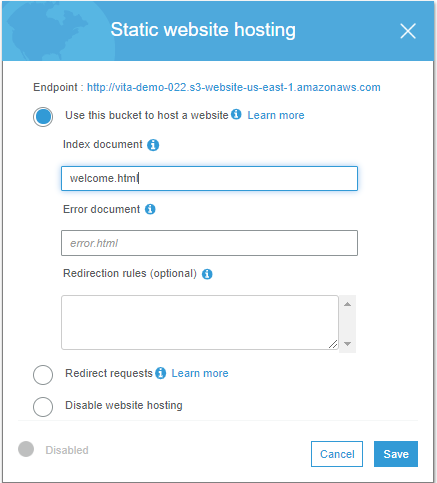 Static website hosting
Endpoint : http://vita-demo-022.s3-website-us-east-1.amazonaws.com
Use this bucket to host a website Learn more
Index document
welcome.html
Error document
error.html
Redirection rules (optional)
Redirect requests Learn more
Disable website hosting
Disabled
Cancel
Save